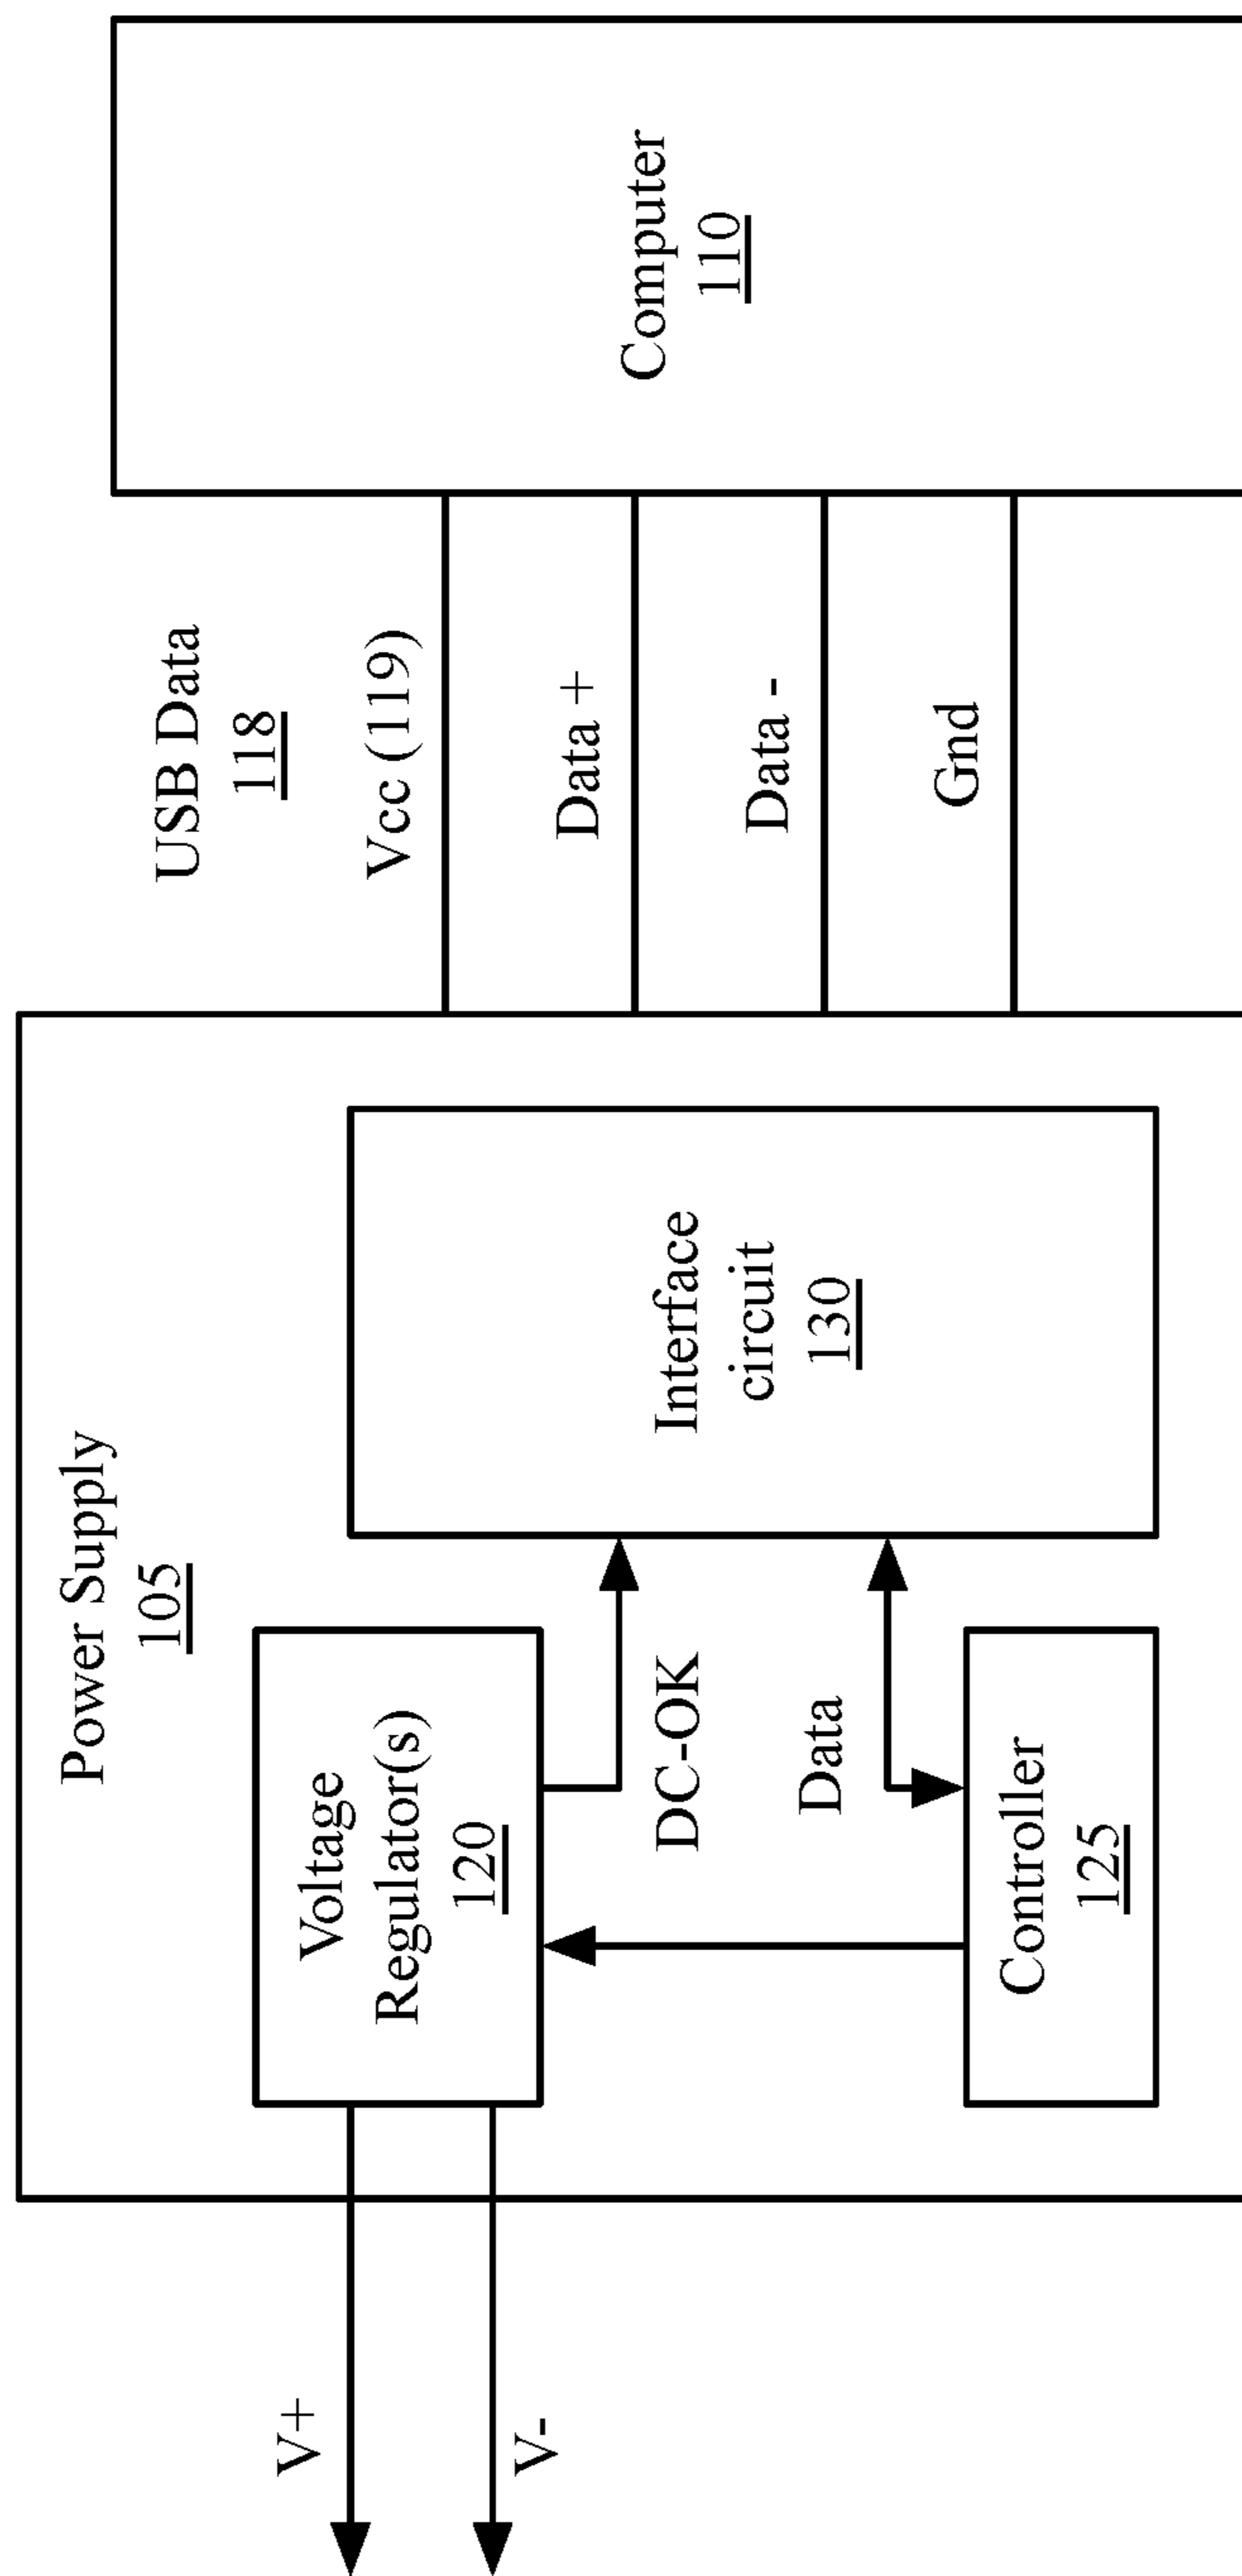 Power Supply
105
Voltage
Regulator(s)
120
V+
V-
DC-OK
Data
Controller
125
Interface
circuit
130
USB Data
118
Vcc (119)
Data +
Data -
Gnd
Computer
110